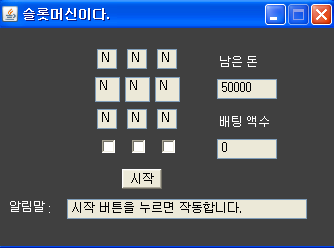 슬롯머신이다.
N N N 남은 돈
N N N 50000
N N N 배팅 액수
0
시작
알림말 : 시작 버튼을 누르면 작동합니다.